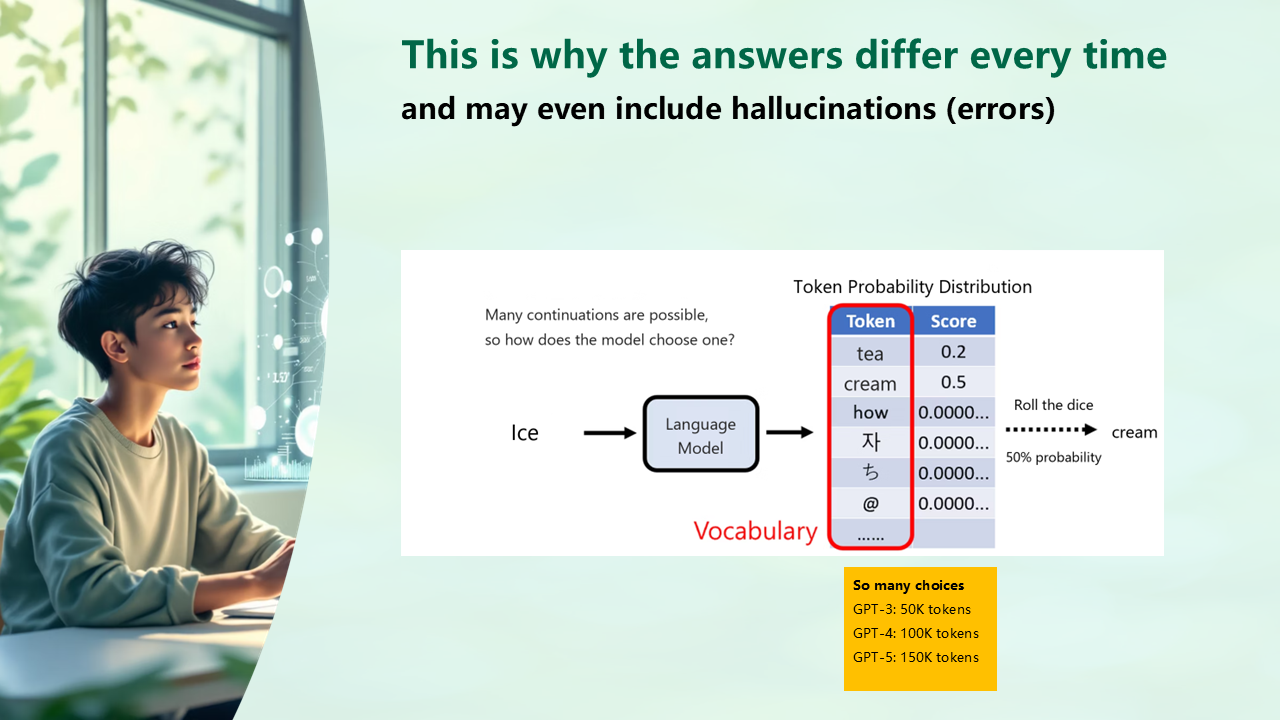 This is why the answers differ every time
and may even include hallucinations (errors)
Token Probability Distribution
Many continuations are possible,
so how does the model choose one?
Token Score
tea 0.2
cream 0.5
how 0.0000...
자 0.0000...
ち 0.0000...
@ 0.0000...
......
Ice
Language
Model
Roll the dice
50% probability
cream
Vocabulary
So many choices
GPT-3: 50K tokens
GPT-4: 100K tokens
GPT-5: 150K tokens